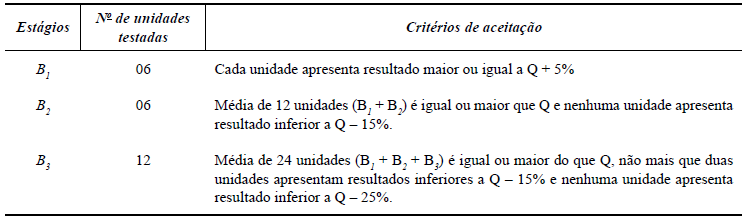 Estágios Nº de unidades testadas Critérios de aceitação
B1 06 Cada unidade apresenta resultado maior ou igual a Q + 5%
B2 06 Média de 12 unidades (B1 + B2) é igual ou maior que Q e nenhuma unidade apresenta
resultado inferior a Q – 15%.
B3 12 Média de 24 unidades (B1 + B2 + B3) é igual ou maior do que Q, não mais que duas
unidades apresentam resultados inferiores a Q – 15% e nenhuma unidade apresenta
resultado inferior a Q – 25%.